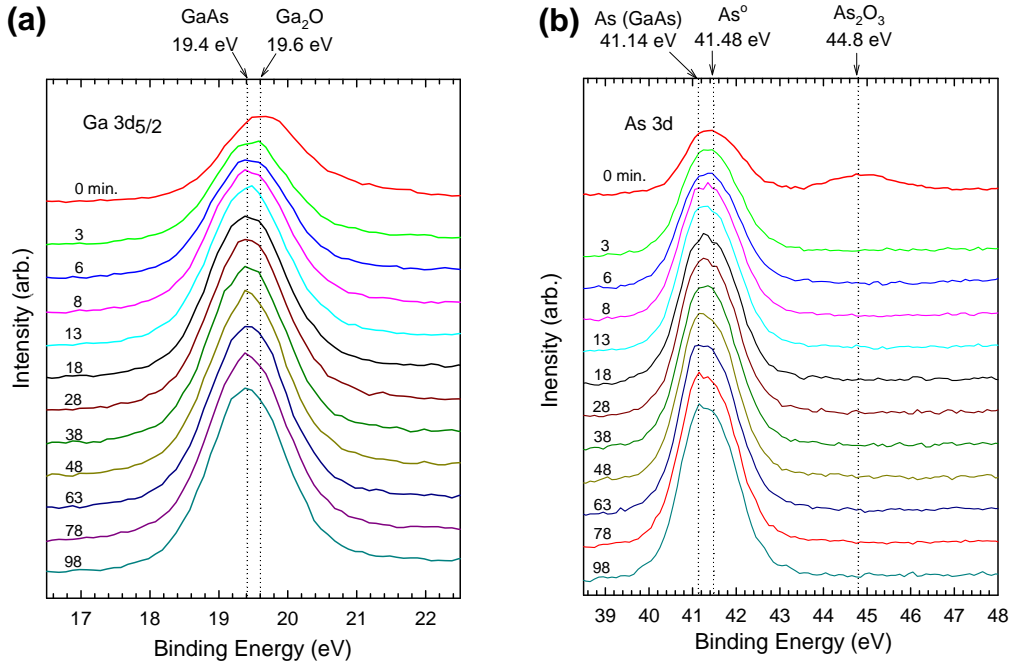 (a)
GaAs
19.4 eV
Ga₂O
19.6 eV
Ga 3d5/2
0 min.
3
6
8
13
18
28
38
48
63
78
98
Intensity (arb.)
17 18 19 20 21 22
Binding Energy (eV)
(b)
As (GaAs)
41.14 eV
Asº
41.48 eV
As₂O₃
44.8 eV
As 3d
0 min.
3
6
8
13
18
28
38
48
63
78
98
Inensity (arb.)
39 40 41 42 43 44 45 46 47 48
Binding Energy (eV)